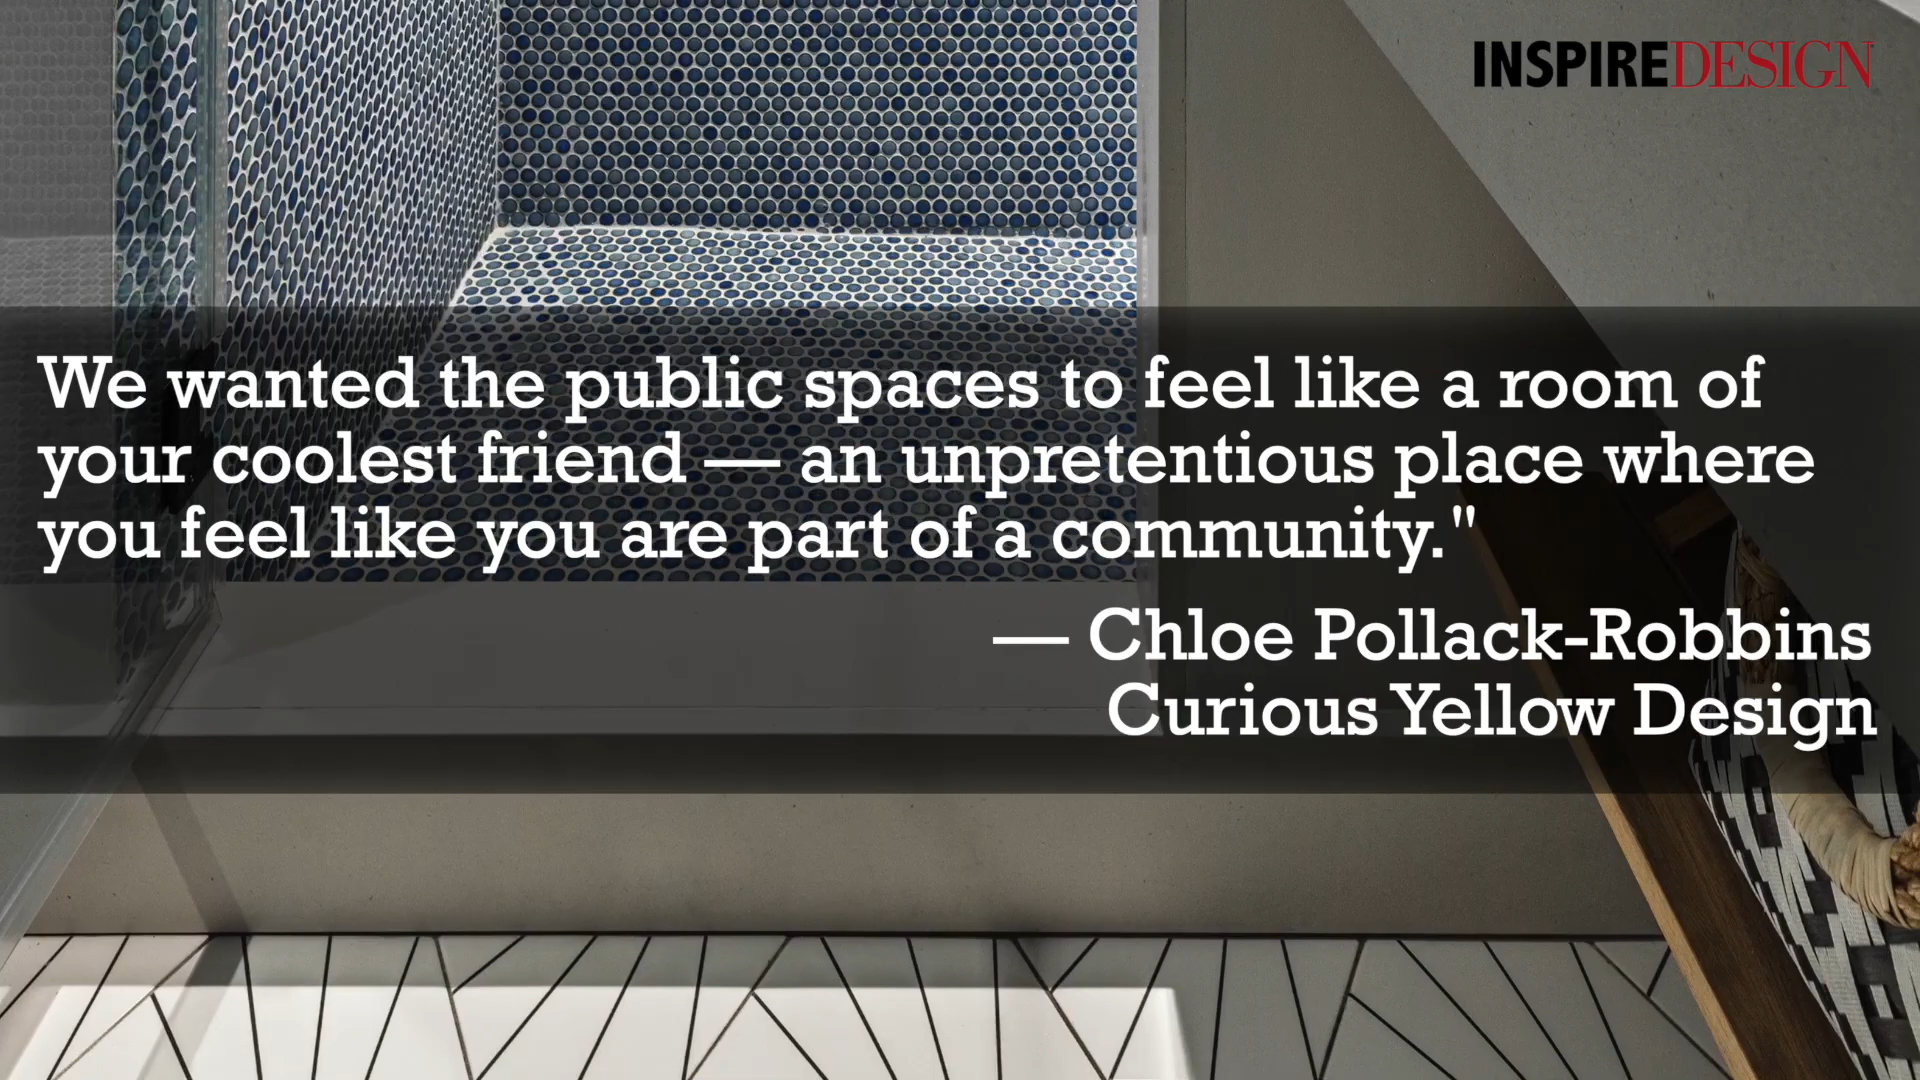 INSPIREDESIGN
We wanted the public spaces to feel like a room of
your coolest friend — an unpretentious place where
you feel like you are part of a community."
— Chloe Pollack-Robbins
Curious Yellow Design